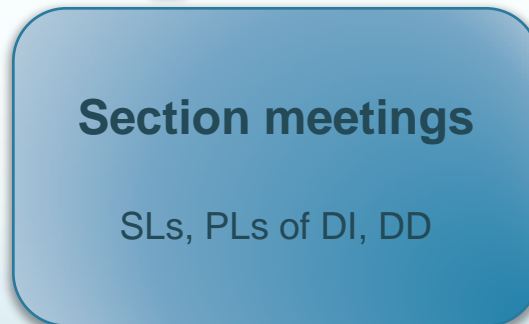 Section meetings
SLs, PLs of DI, DD